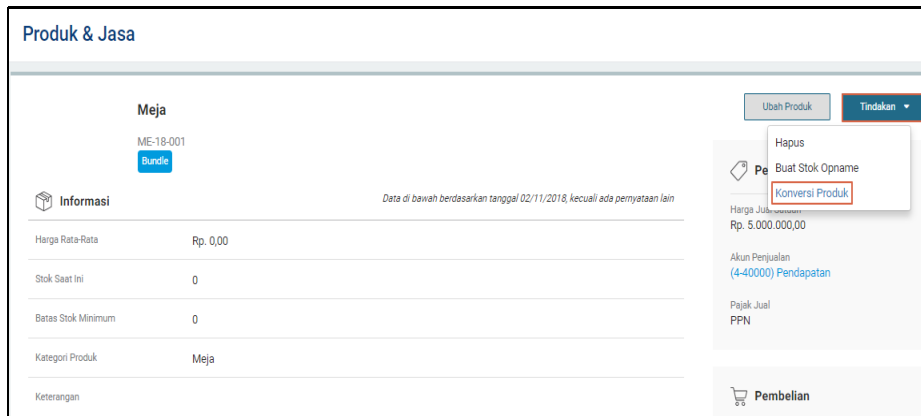 Produk & Jasa
Meja
ME-18-001
Bundle
Ubah Produk
Tindakan
Hapus
Buat Stok Opname
Konversi Produk
Informasi
Data di bawah berdasarkan tanggal 02/11/2018, kecuali ada pernyataan lain
Harga Rata-Rata
Rp. 0,00
Stok Saat Ini
0
Batas Stok Minimum
0
Kategori Produk
Meja
Keterangan
Pe
Harga Jual Satuan
Rp. 5.000.000,00
Akun Penjualan
(4-40000) Pendapatan
Pajak Jual
PPN
Pembelian